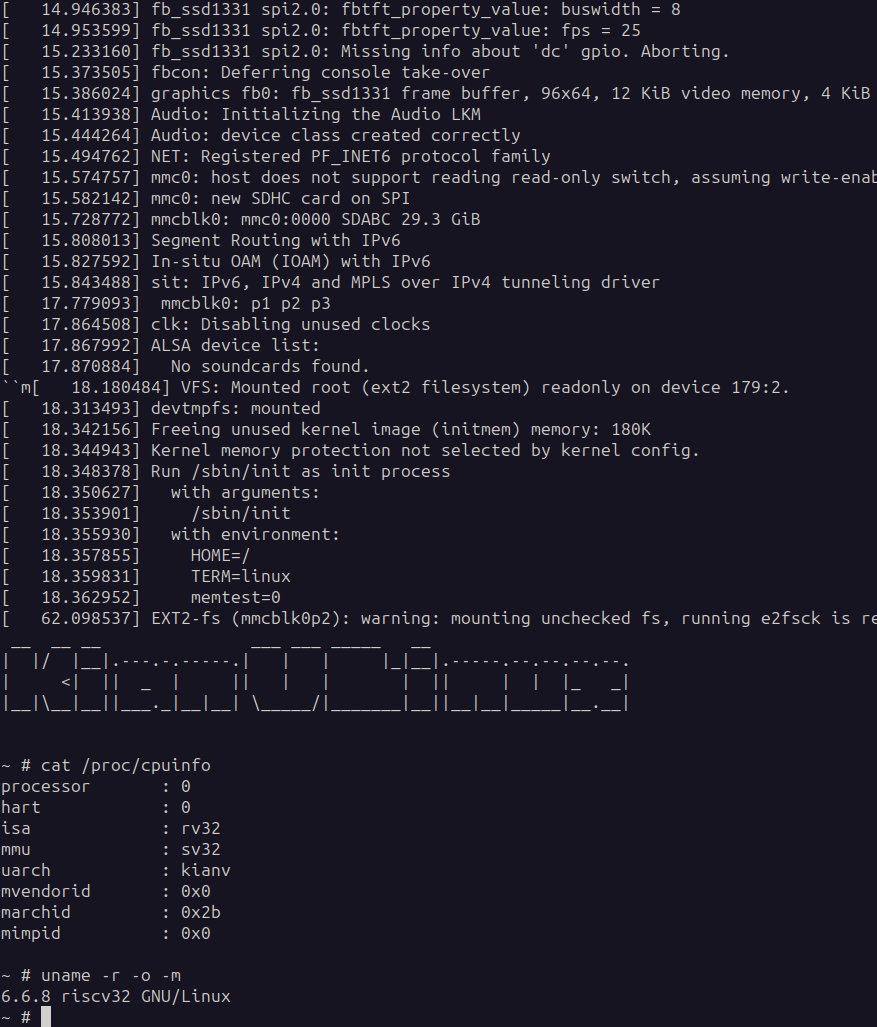 [   14.946383] fb_ssd1331 spi2.0: fbtft_property_value: buswidth = 8
[   14.953599] fb_ssd1331 spi2.0: fbtft_property_value: fps = 25
[   15.233160] fb_ssd1331 spi2.0: Missing info about 'dc' gpio. Aborting.
[   15.373505] fbcon: Deferring console take-over
[   15.386024] graphics fb0: fb_ssd1331 frame buffer, 96x64, 12 KiB video memory, 4 KiB
[   15.413938] Audio: Initializing the Audio LKM
[   15.444264] Audio: device class created correctly
[   15.494762] NET: Registered PF_INET6 protocol family
[   15.574757] mmc0: host does not support reading read-only switch, assuming write-enab
[   15.582142] mmc0: new SDHC card on SPI
[   15.728772] mmcblk0: mmc0:0000 SDABC 29.3 GiB
[   15.808013] Segment Routing with IPv6
[   15.827592] In-situ OAM (IOAM) with IPv6
[   15.843488] sit: IPv6, IPv4 and MPLS over IPv4 tunneling driver
[   17.779093]  mmcblk0: p1 p2 p3
[   17.864508] clk: Disabling unused clocks
[   17.867992] ALSA device list:
[   17.870884]   No soundcards found.
``m[   18.180484] VFS: Mounted root (ext2 filesystem) readonly on device 179:2.
[   18.313493] devtmpfs: mounted
[   18.342156] Freeing unused kernel image (initmem) memory: 180K
[   18.344943] Kernel memory protection not selected by kernel config.
[   18.348378] Run /sbin/init as init process
[   18.350627]   with arguments:
[   18.353901]     /sbin/init
[   18.355930]   with environment:
[   18.357855]     HOME=/
[   18.359831]     TERM=linux
[   18.362952]     memtest=0
[   62.098537] EXT2-fs (mmcblk0p2): warning: mounting unchecked fs, running e2fsck is re
KianV Linux
~ # cat /proc/cpuinfo
processor       : 0
hart            : 0
isa             : rv32
mmu             : sv32
uarch           : kianv
mvendorid       : 0x0
marchid         : 0x2b
mimpid          : 0x0
~ # uname -r -o -m
6.6.8 riscv32 GNU/Linux
~ #